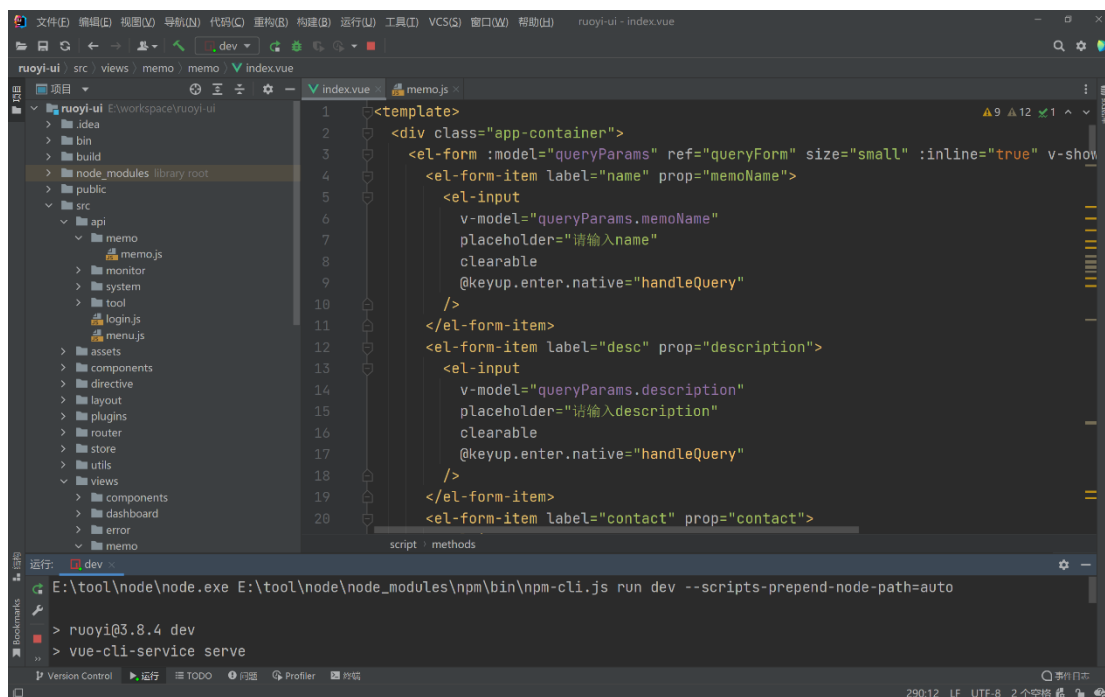 文件(F) 编辑(E) 视图(V) 导航(N) 代码(C) 重构(R) 构建(B) 运行(U) 工具(T) VCS(S) 窗口(W) 帮助(H) ruoyi-ui - index.vue
dev
ruoyi-ui › src › views › memo › memo › index.vue
项目
index.vue
memo.js
ruoyi-ui E:\workspace\ruoyi-ui
.idea
bin
build
node_modules library root
public
src
api
memo
memo.js
monitor
system
tool
login.js
menu.js
assets
components
directive
layout
plugins
router
store
utils
views
components
dashboard
error
memo
9 12 1
1 <template>
2 <div class="app-container">
3 <el-form :model="queryParams" ref="queryForm" size="small" :inline="true" v-show
4 <el-form-item label="name" prop="memoName">
5 <el-input
6 v-model="queryParams.memoName"
7 placeholder="请输入name"
8 clearable
9 @keyup.enter.native="handleQuery"
10 />
11 </el-form-item>
12 <el-form-item label="desc" prop="description">
13 <el-input
14 v-model="queryParams.description"
15 placeholder="请输入description"
16 clearable
17 @keyup.enter.native="handleQuery"
18 />
19 </el-form-item>
20 <el-form-item label="contact" prop="contact">
script › methods
运行: dev
E:\tool\node\node.exe E:\tool\node\node_modules\npm\bin\npm-cli.js run dev --scripts-prepend-node-path=auto
> ruoyi@3.8.4 dev
> vue-cli-service serve
结构
Bookmarks
Version Control 运行 TODO 问题 Profiler 终端 事件日志
290:12 LF UTF-8 2 个空格